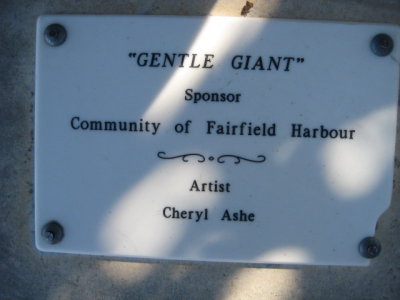 "GENTLE GIANT"
Sponsor
Community of Fairfield Harbour
Artist
Cheryl Ashe